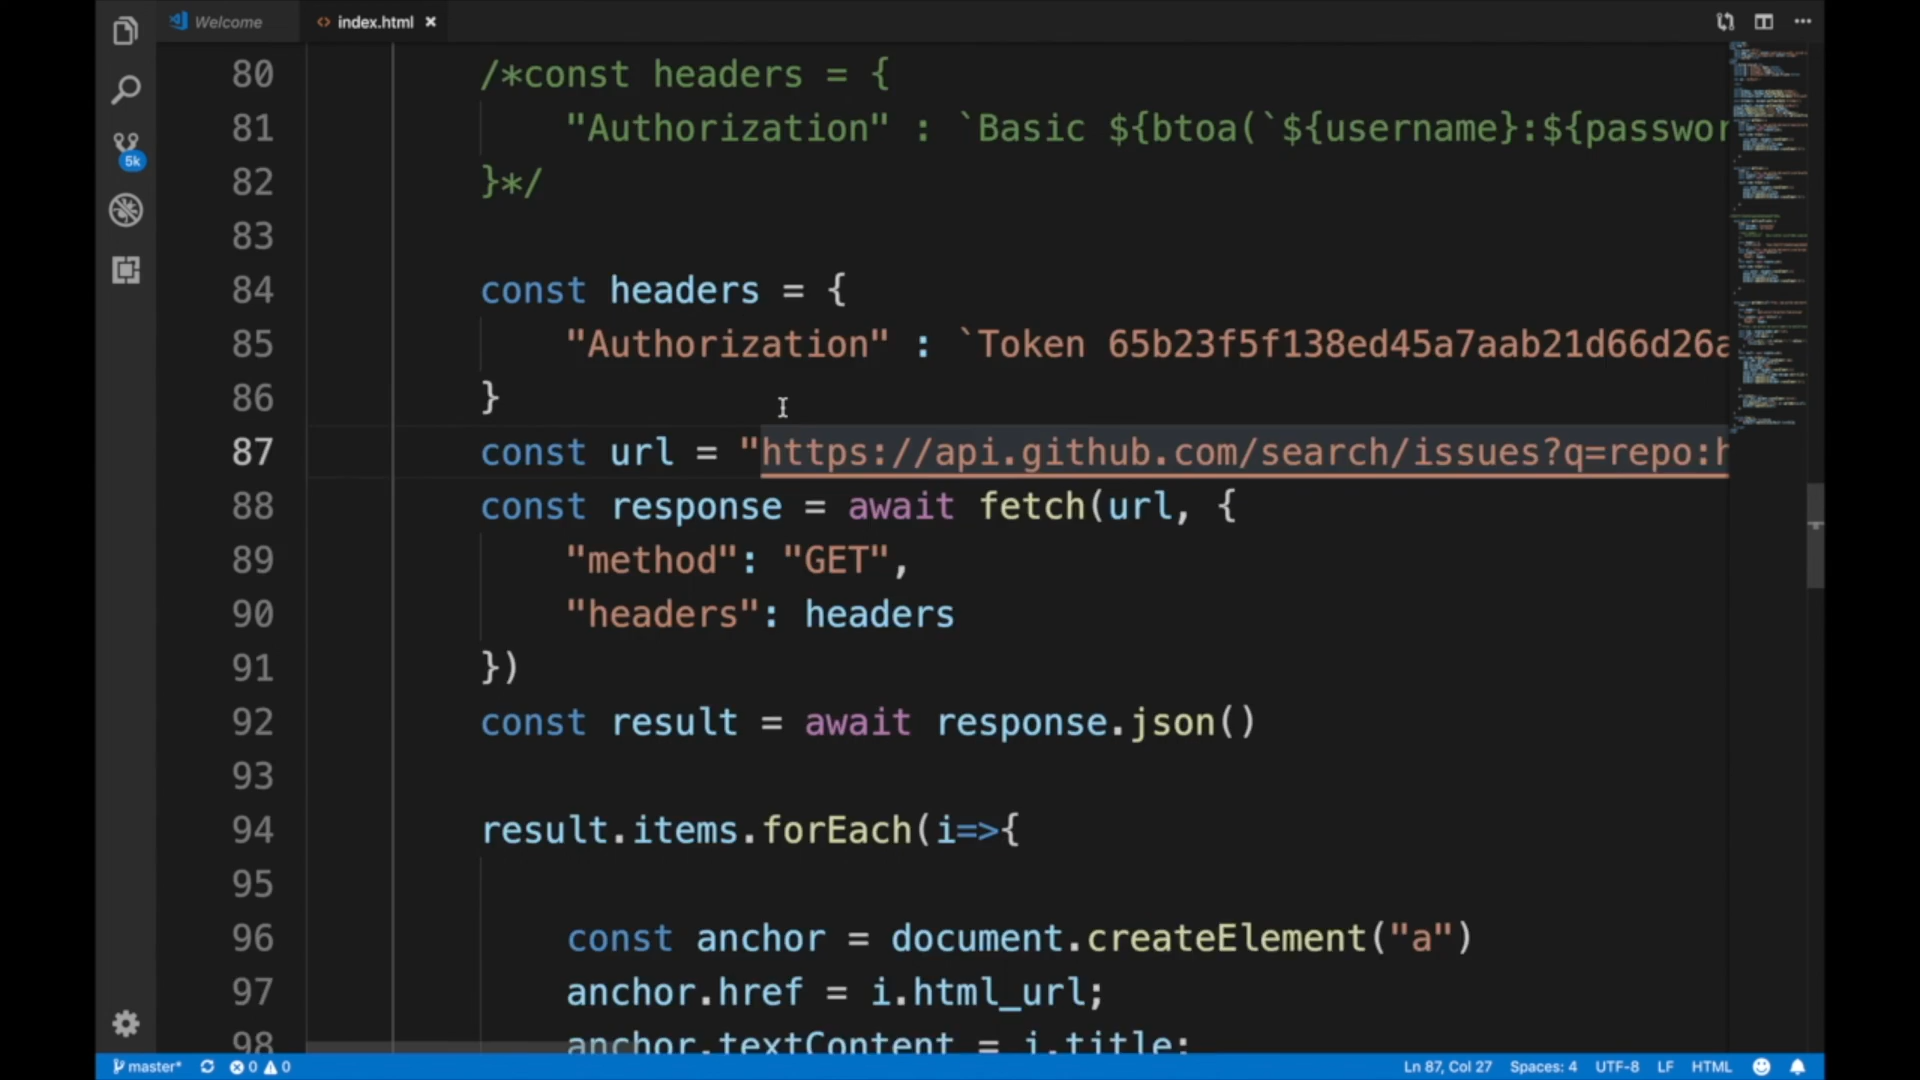 Welcome
index.html
80 /*const headers = {
81 "Authorization" : `Basic ${btoa(`${username}:${passwor
82 }*/
83
84 const headers = {
85 "Authorization" : `Token 65b23f5f138ed45a7aab21d66d26a
86 }
87 const url = "https://api.github.com/search/issues?q=repo:h
88 const response = await fetch(url, {
89 "method": "GET",
90 "headers": headers
91 })
92 const result = await response.json()
93
94 result.items.forEach(i=>{
95
96 const anchor = document.createElement("a")
97 anchor.href = i.html_url;
98 anchor.textContent = i.title;
5k
master* 0 0 Ln 87, Col 27 Spaces: 4 UTF-8 LF HTML